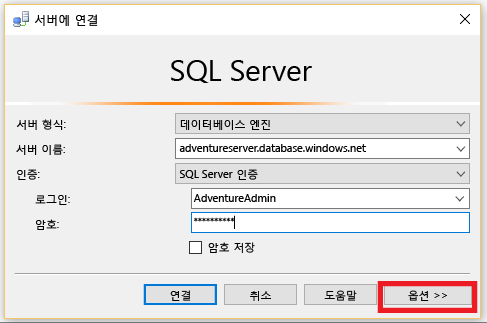 서버에 연결
SQL Server
서버 형식: 데이터베이스 엔진
서버 이름: adventureserver.database.windows.net
인증: SQL Server 인증
로그인: AdventureAdmin
암호: **********
암호 저장
연결 취소 도움말 옵션 >>